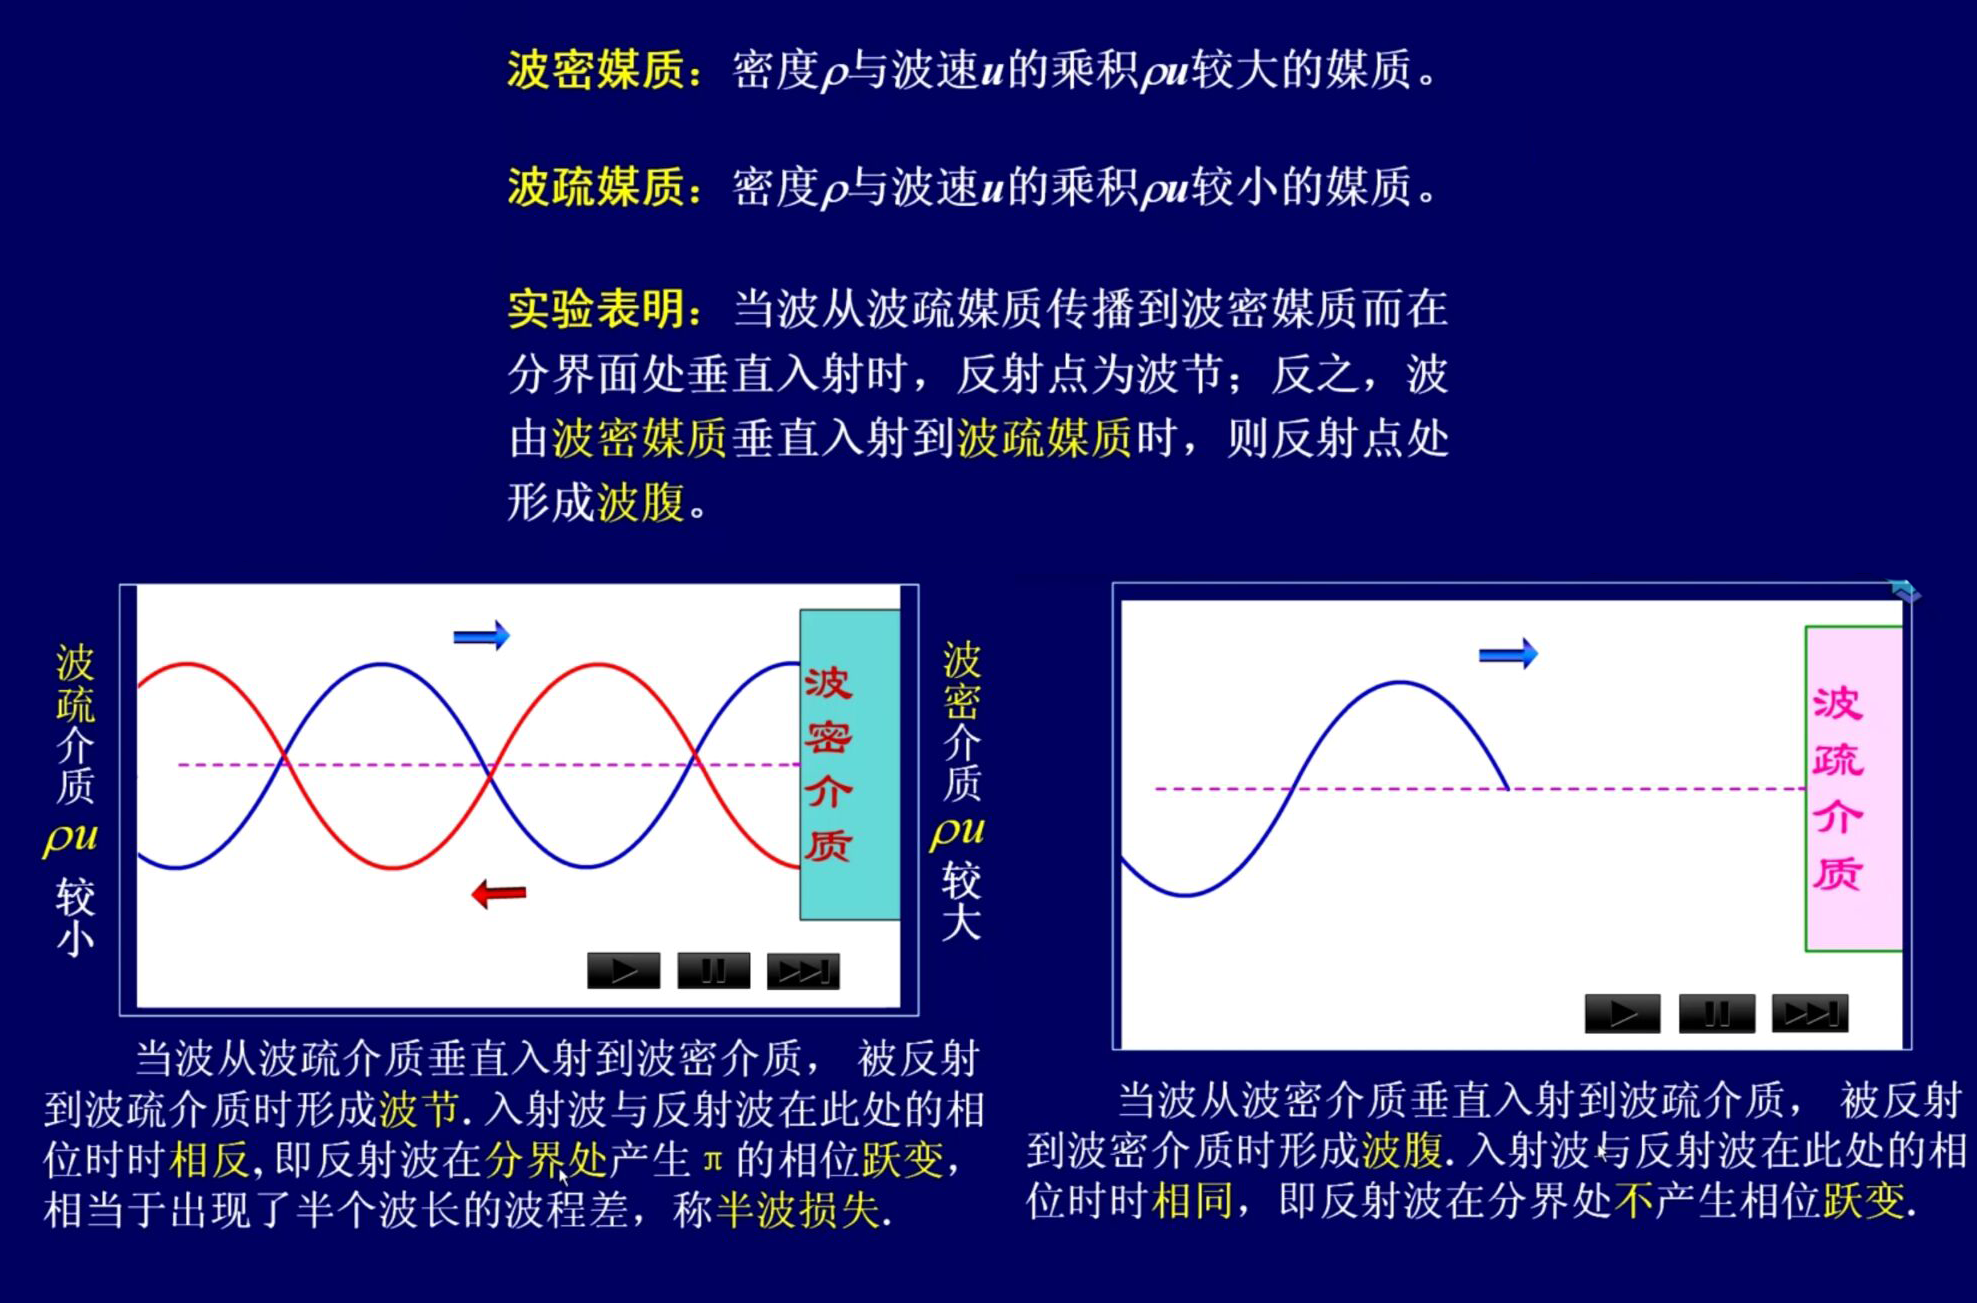 波密媒质：密度ρ与波速u的乘积ρu较大的媒质。
波疏媒质：密度ρ与波速u的乘积ρu较小的媒质。
实验表明：当波从波疏媒质传播到波密媒质而在
分界面处垂直入射时，反射点为波节；反之，波
由波密媒质垂直入射到波疏媒质时，则反射点处
形成波腹。
波疏介质ρu较小
波密介质
波密介质ρu较大
当波从波疏介质垂直入射到波密介质， 被反射
到波疏介质时形成波节. 入射波与反射波在此处的相
位时时相反, 即反射波在分界处产生 π 的相位跃变，
相当于出现了半个波长的波程差，称半波损失.
波疏介质
当波从波密介质垂直入射到波疏介质， 被反射
到波密介质时形成波腹. 入射波与反射波在此处的相
位时时相同，即反射波在分界处不产生相位跃变.